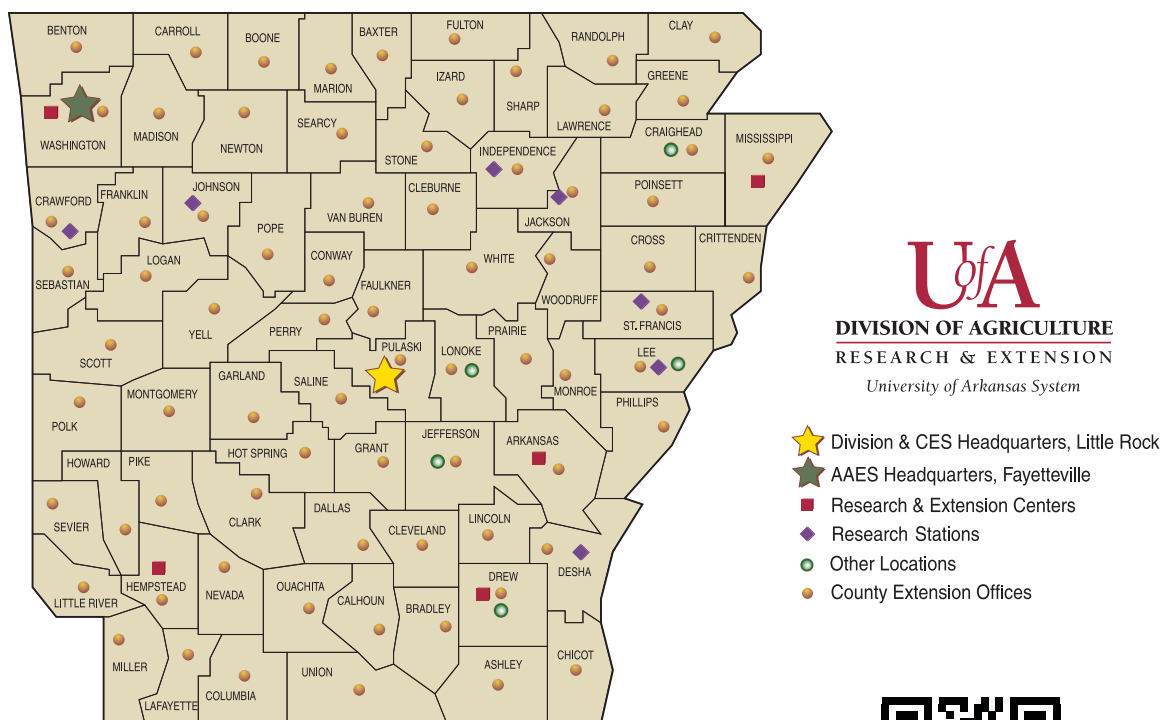 BENTON
CARROLL
BOONE
BAXTER
FULTON
RANDOLPH
CLAY
MARION
IZARD
SHARP
GREENE
WASHINGTON
MADISON
NEWTON
SEARCY
STONE
LAWRENCE
CRAIGHEAD
MISSISSIPPI
INDEPENDENCE
CRAWFORD
FRANKLIN
JOHNSON
POPE
VAN BUREN
CLEBURNE
JACKSON
POINSETT
LOGAN
CONWAY
WHITE
CROSS
CRITTENDEN
SEBASTIAN
FAULKNER
WOODRUFF
YELL
PERRY
PRAIRIE
ST. FRANCIS
SCOTT
PULASKI
LONOKE
LEE
GARLAND
SALINE
MONROE
POLK
MONTGOMERY
PHILLIPS
HOT SPRING
GRANT
JEFFERSON
ARKANSAS
HOWARD
PIKE
SEVIER
CLARK
DALLAS
CLEVELAND
LINCOLN
DESHA
LITTLE RIVER
HEMPSTEAD
NEVADA
OUACHITA
CALHOUN
BRADLEY
DREW
MILLER
LAFAYETTE
COLUMBIA
UNION
ASHLEY
CHICOT
UofA
DIVISION OF AGRICULTURE
RESEARCH & EXTENSION
University of Arkansas System
Division & CES Headquarters, Little Rock
AAES Headquarters, Fayetteville
Research & Extension Centers
Research Stations
Other Locations
County Extension Offices